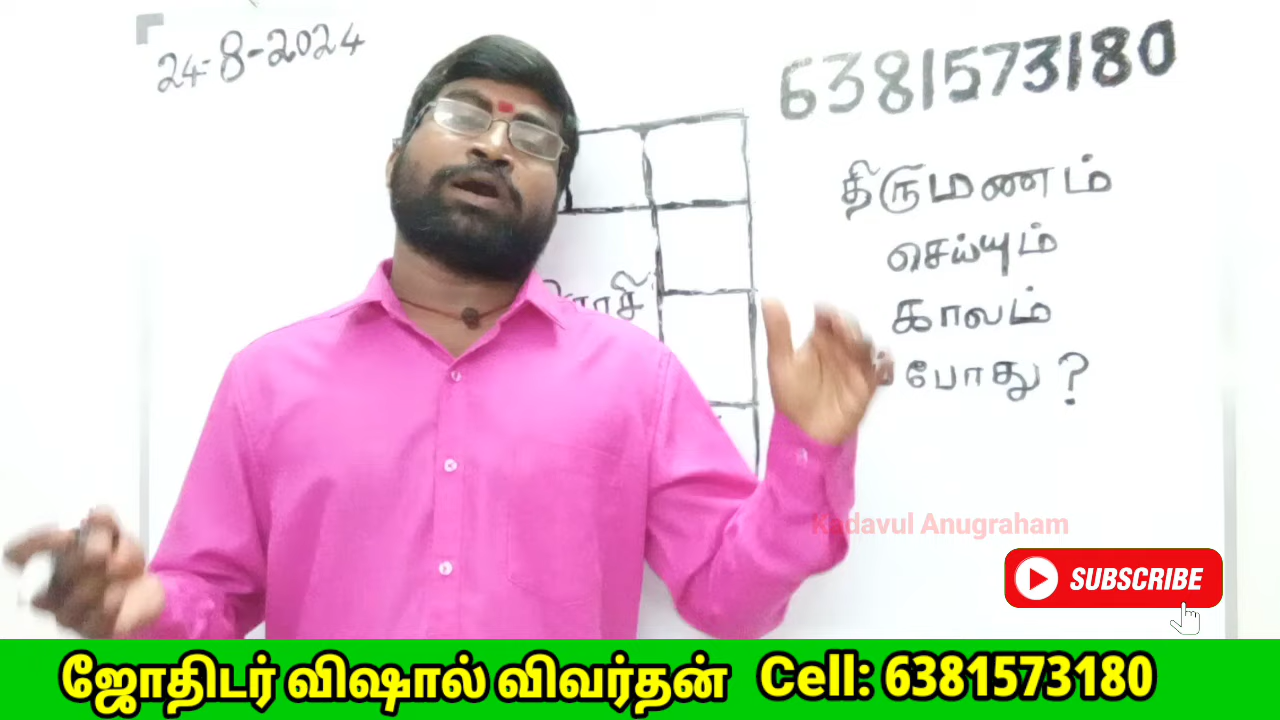 24-8-2024
6381573180
திருமணம்
செய்யும்
காலம்
Kadavul Anugraham
SUBSCRIBE
ஜோதிடர் விஷால் விவர்தன் Cell: 6381573180